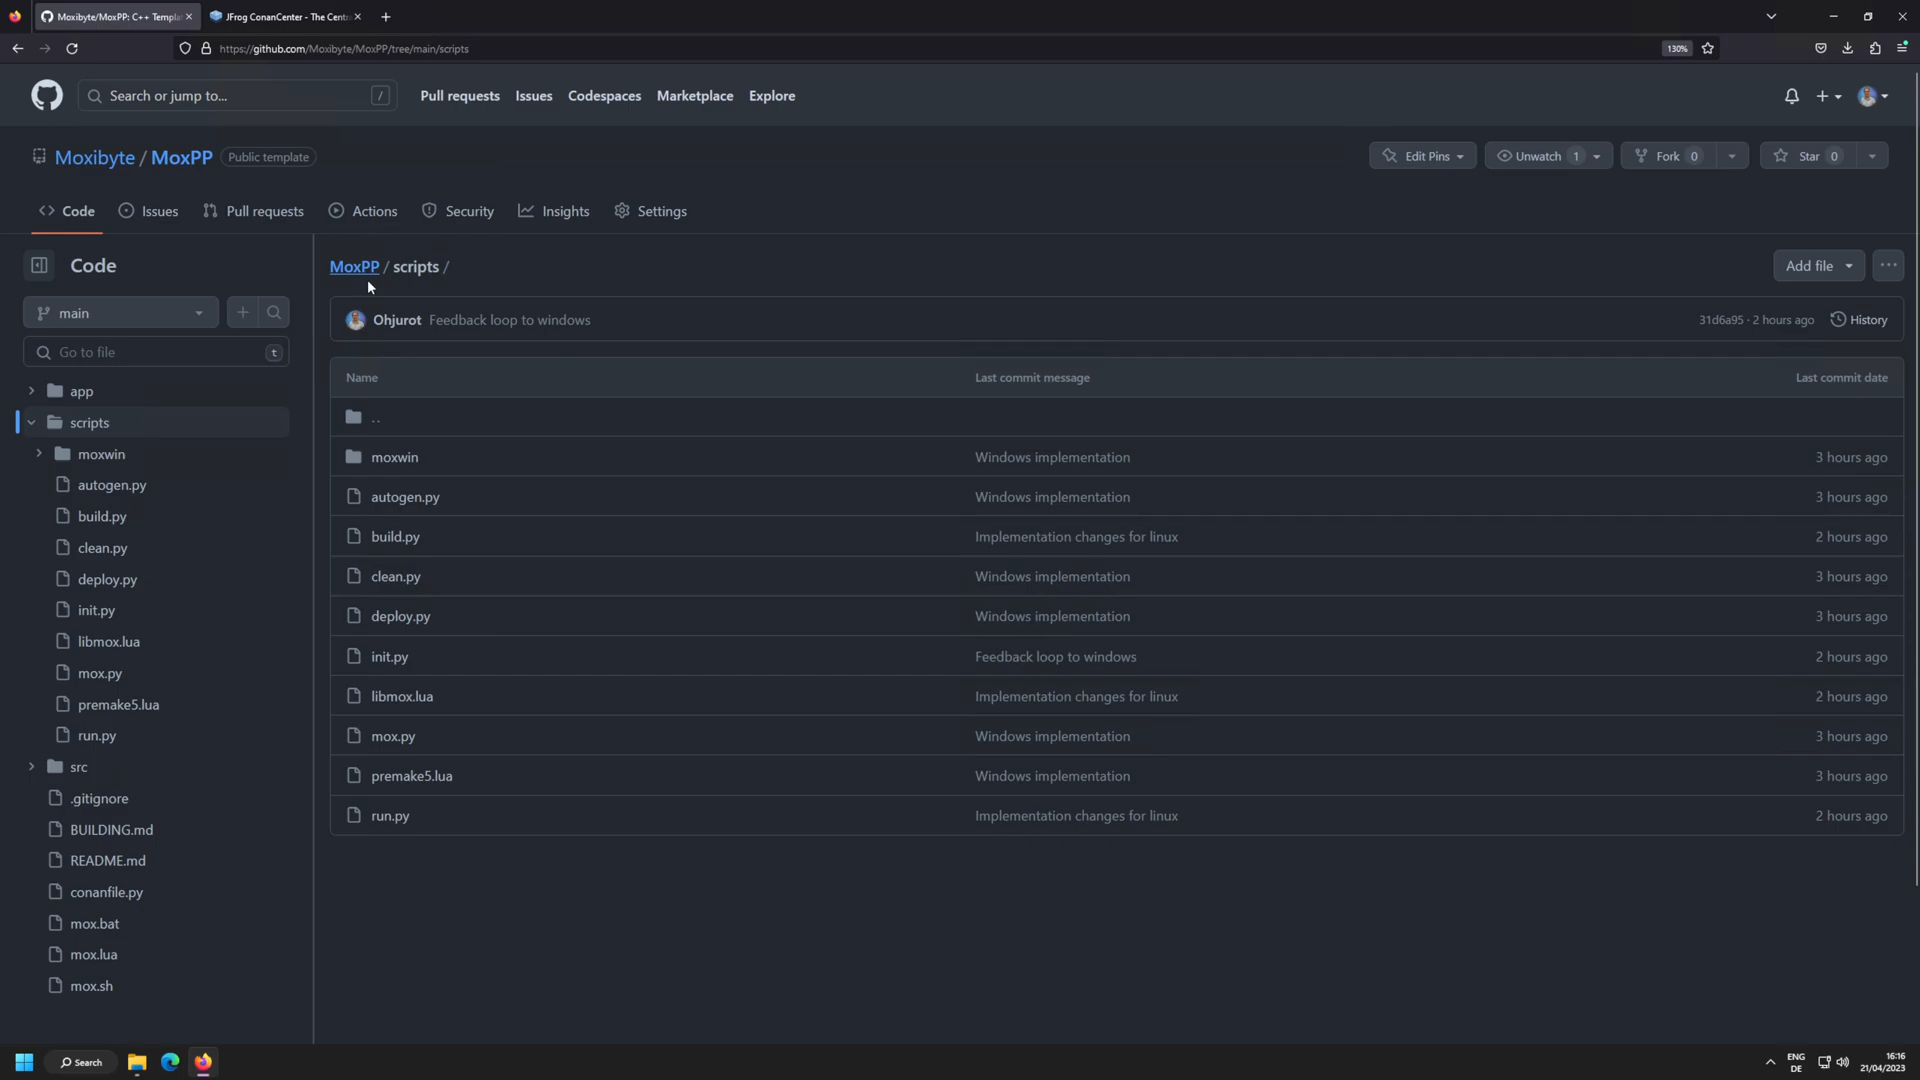 Moxibyte/MoxPP: C++ Templa
JFrog ConanCenter - The Centr
https://github.com/Moxibyte/MoxPP/tree/main/scripts
130%
Search or jump to...
/
Pull requests
Issues
Codespaces
Marketplace
Explore
Moxibyte / MoxPP
Public template
Edit Pins
Unwatch 1
Fork 0
Star 0
Code
Issues
Pull requests
Actions
Security
Insights
Settings
Code
main
Go to file
t
app
scripts
moxwin
autogen.py
build.py
clean.py
deploy.py
init.py
libmox.lua
mox.py
premake5.lua
run.py
src
.gitignore
BUILDING.md
README.md
conanfile.py
mox.bat
mox.lua
mox.sh
MoxPP / scripts /
Add file
Ohjurot Feedback loop to windows
31d6a95 · 2 hours ago
History
Name Last commit message Last commit date
..
moxwin Windows implementation 3 hours ago
autogen.py Windows implementation 3 hours ago
build.py Implementation changes for linux 2 hours ago
clean.py Windows implementation 3 hours ago
deploy.py Windows implementation 3 hours ago
init.py Feedback loop to windows 2 hours ago
libmox.lua Implementation changes for linux 2 hours ago
mox.py Windows implementation 3 hours ago
premake5.lua Windows implementation 3 hours ago
run.py Implementation changes for linux 2 hours ago
Search
ENG
DE
16:16
21/04/2023